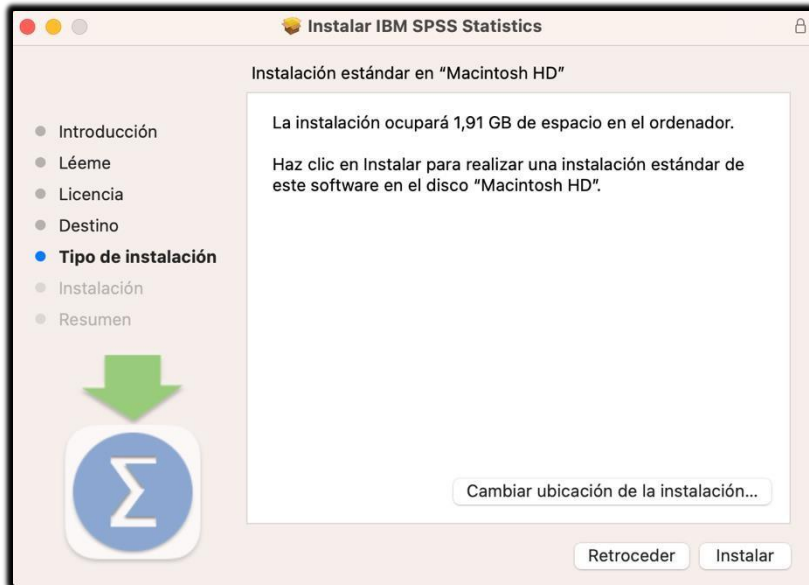 Instalar IBM SPSS Statistics
Instalación estándar en “Macintosh HD”
Introducción
Léeme
Licencia
Destino
Tipo de instalación
Instalación
Resumen
La instalación ocupará 1,91 GB de espacio en el ordenador.
Haz clic en Instalar para realizar una instalación estándar de
este software en el disco “Macintosh HD”.
Σ
Cambiar ubicación de la instalación...
Retroceder
Instalar